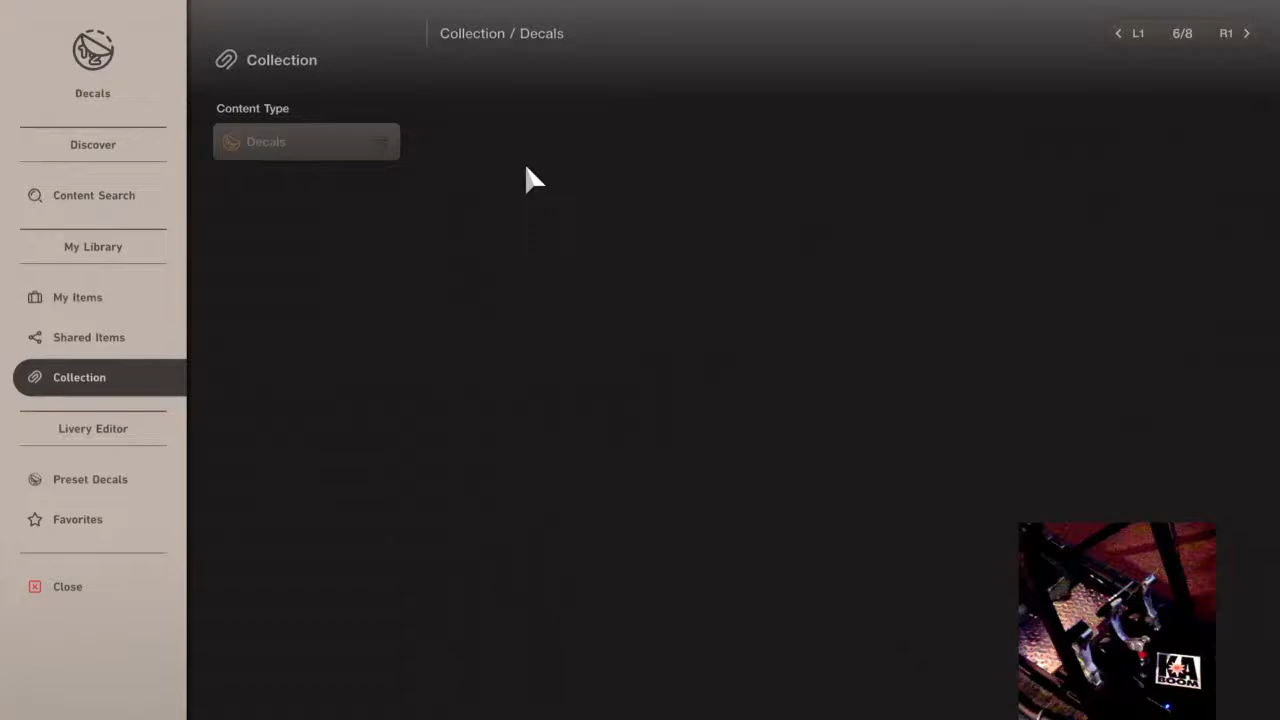 Decals
Discover
Content Search
My Library
My Items
Shared Items
Collection
Livery Editor
Preset Decals
Favorites
Close
Collection / Decals
L1 6/8 R1
Collection
Content Type
Decals
KA
BOOM